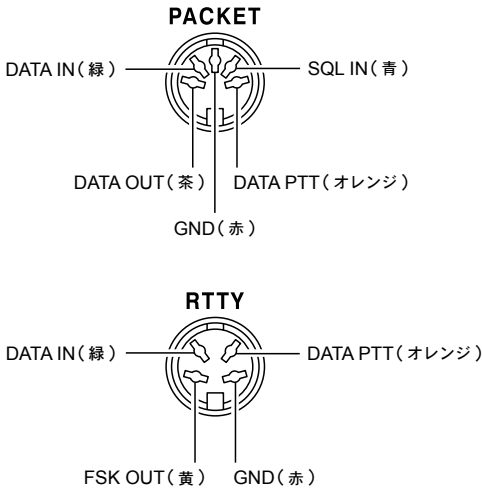 PACKET
DATA IN（緑）
SQL IN（青）
DATA OUT（茶）
DATA PTT（オレンジ）
GND（赤）
RTTY
DATA IN（緑）
DATA PTT（オレンジ）
FSK OUT（黄）
GND（赤）